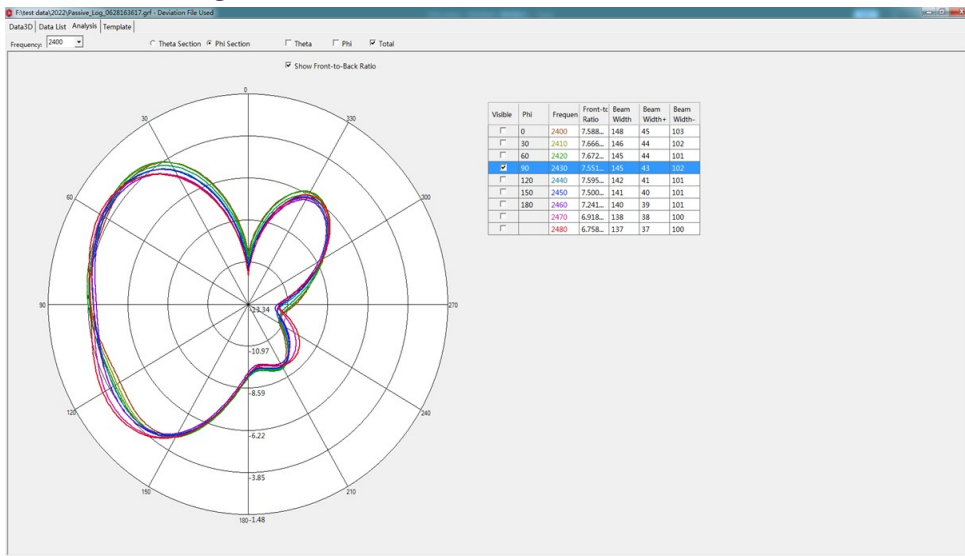 F:\test data\2022\Passive_Log_0628163617.grf - Deviation File Used
Data3D Data List Analysis Template
Frequency: 2400 Theta Section Phi Section Theta Phi Total
Show Front-to-Back Ratio
0
30 330
60 300
90 270
120 240
150 210
180 -1.48
-13.34
-10.97
-8.59
-6.22
-3.85
Visible Phi Frequen Front-tc Ratio Beam Width Beam Width+ Beam Width-
0 2400 7.588... 148 45 103
30 2410 7.666... 146 44 102
60 2420 7.672... 145 44 101
90 2430 7.551... 145 43 102
120 2440 7.595... 142 41 101
150 2450 7.500... 141 40 101
180 2460 7.241... 140 39 101
2470 6.918... 138 38 100
2480 6.758... 137 37 100